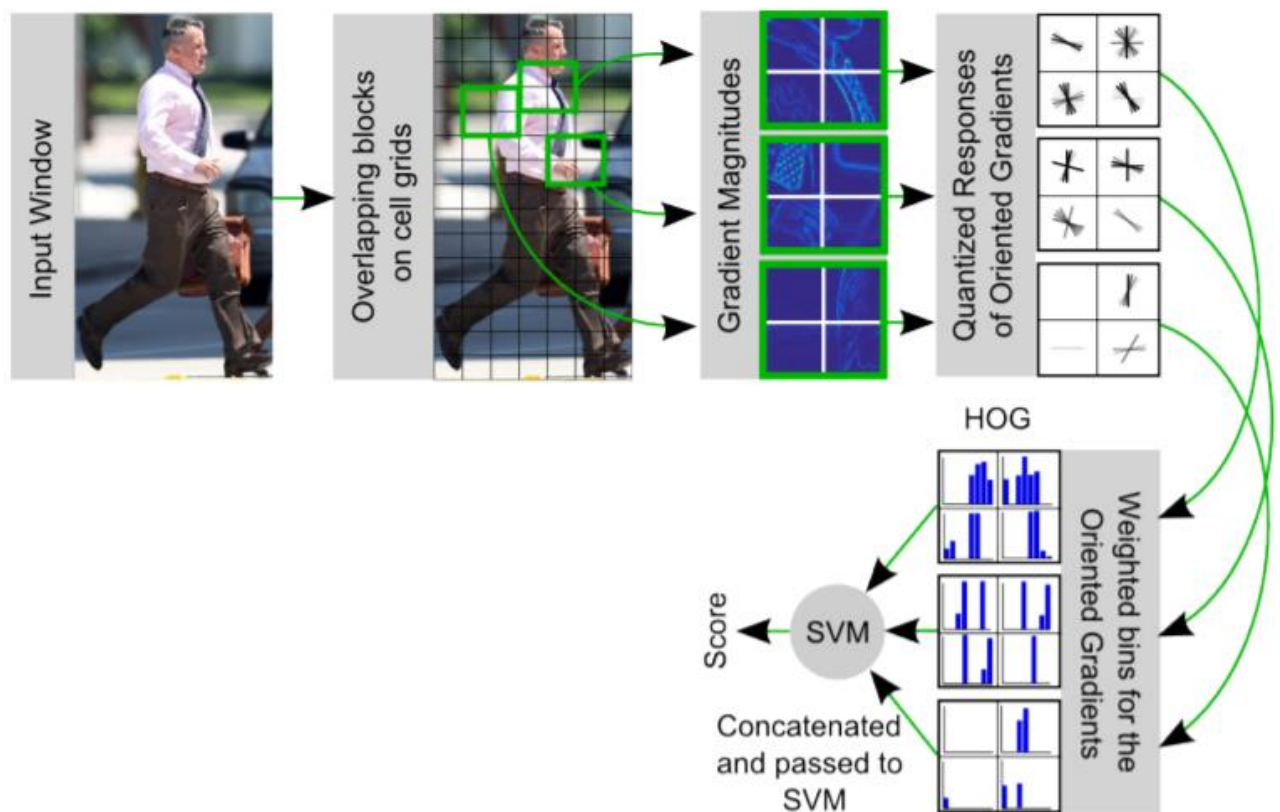 Input Window
Overlapping blocks
on cell grids
Gradient Magnitudes
Quantized Responses
of Oriented Gradients
HOG
Weighted bins for the
Oriented Gradients
SVM
Score
Concatenated
and passed to
SVM